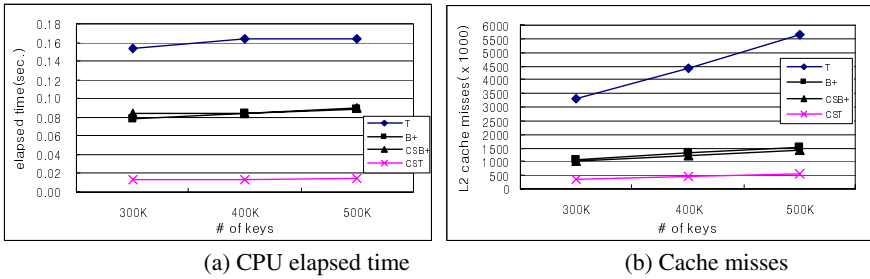 0.18
0.16
0.14
0.12
0.10
0.08
0.06
0.04
0.02
0.00
elapsed time(sec.)
300K
400K
500K
# of keys
T
B+
CSB+
CST
(a) CPU elapsed time
6000
5500
5000
4500
4000
3500
3000
2500
2000
1500
1000
500
0
L2 cache misses( x 1000)
300K
400K
500K
# of keys
T
B+
CSB+
CST
(b) Cache misses